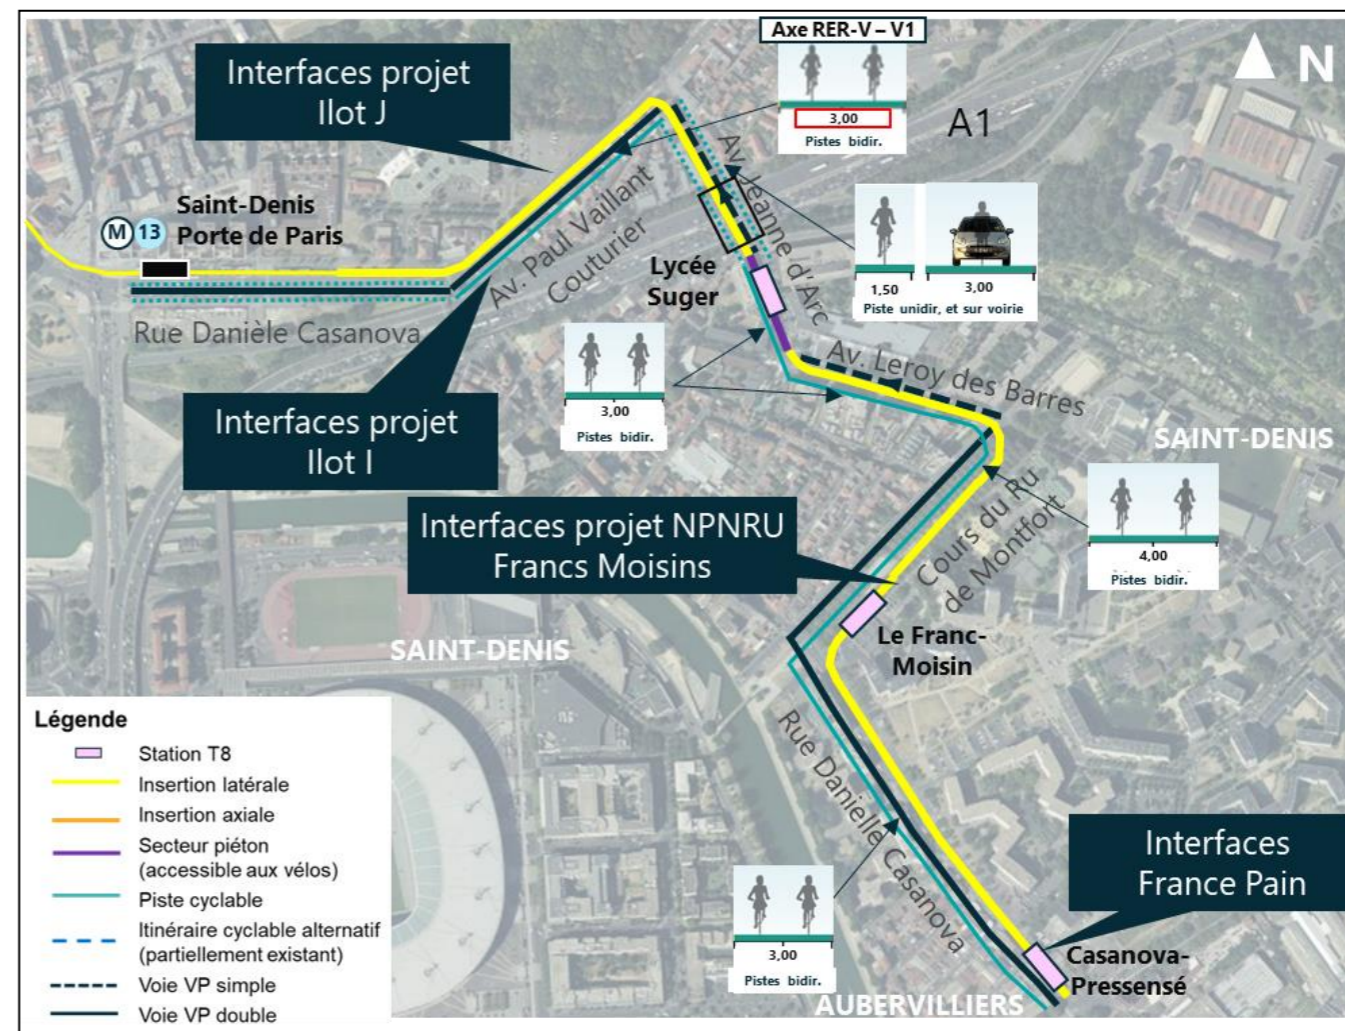 Axe RER-V – V1
3,00
Pistes bidir.
A1
N
Interfaces projet
Ilot J
Saint-Denis
Porte de Paris
M 13
Av. Paul Vaillant
Couturier
Av. Jeanne d'Arc
Lycée
Suger
1,50
3,00
Piste unidir, et sur voirie
Rue Danièle Casanova
3,00
Pistes bidir.
Av. Leroy des Barres
Interfaces projet
Ilot I
SAINT-DENIS
Interfaces projet NPNRU
Francs Moisins
Cours du Ru
de Montfort
4,00
Pistes bidir.
Le Franc-
Moisin
SAINT-DENIS
Rue Danielle Casanova
3,00
Pistes bidir.
Interfaces
France Pain
Casanova-
Pressensé
AUBERVILLIERS
Légende
Station T8
Insertion latérale
Insertion axiale
Secteur piéton
(accessible aux vélos)
Piste cyclable
Itinéraire cyclable alternatif
(partiellement existant)
Voie VP simple
Voie VP double